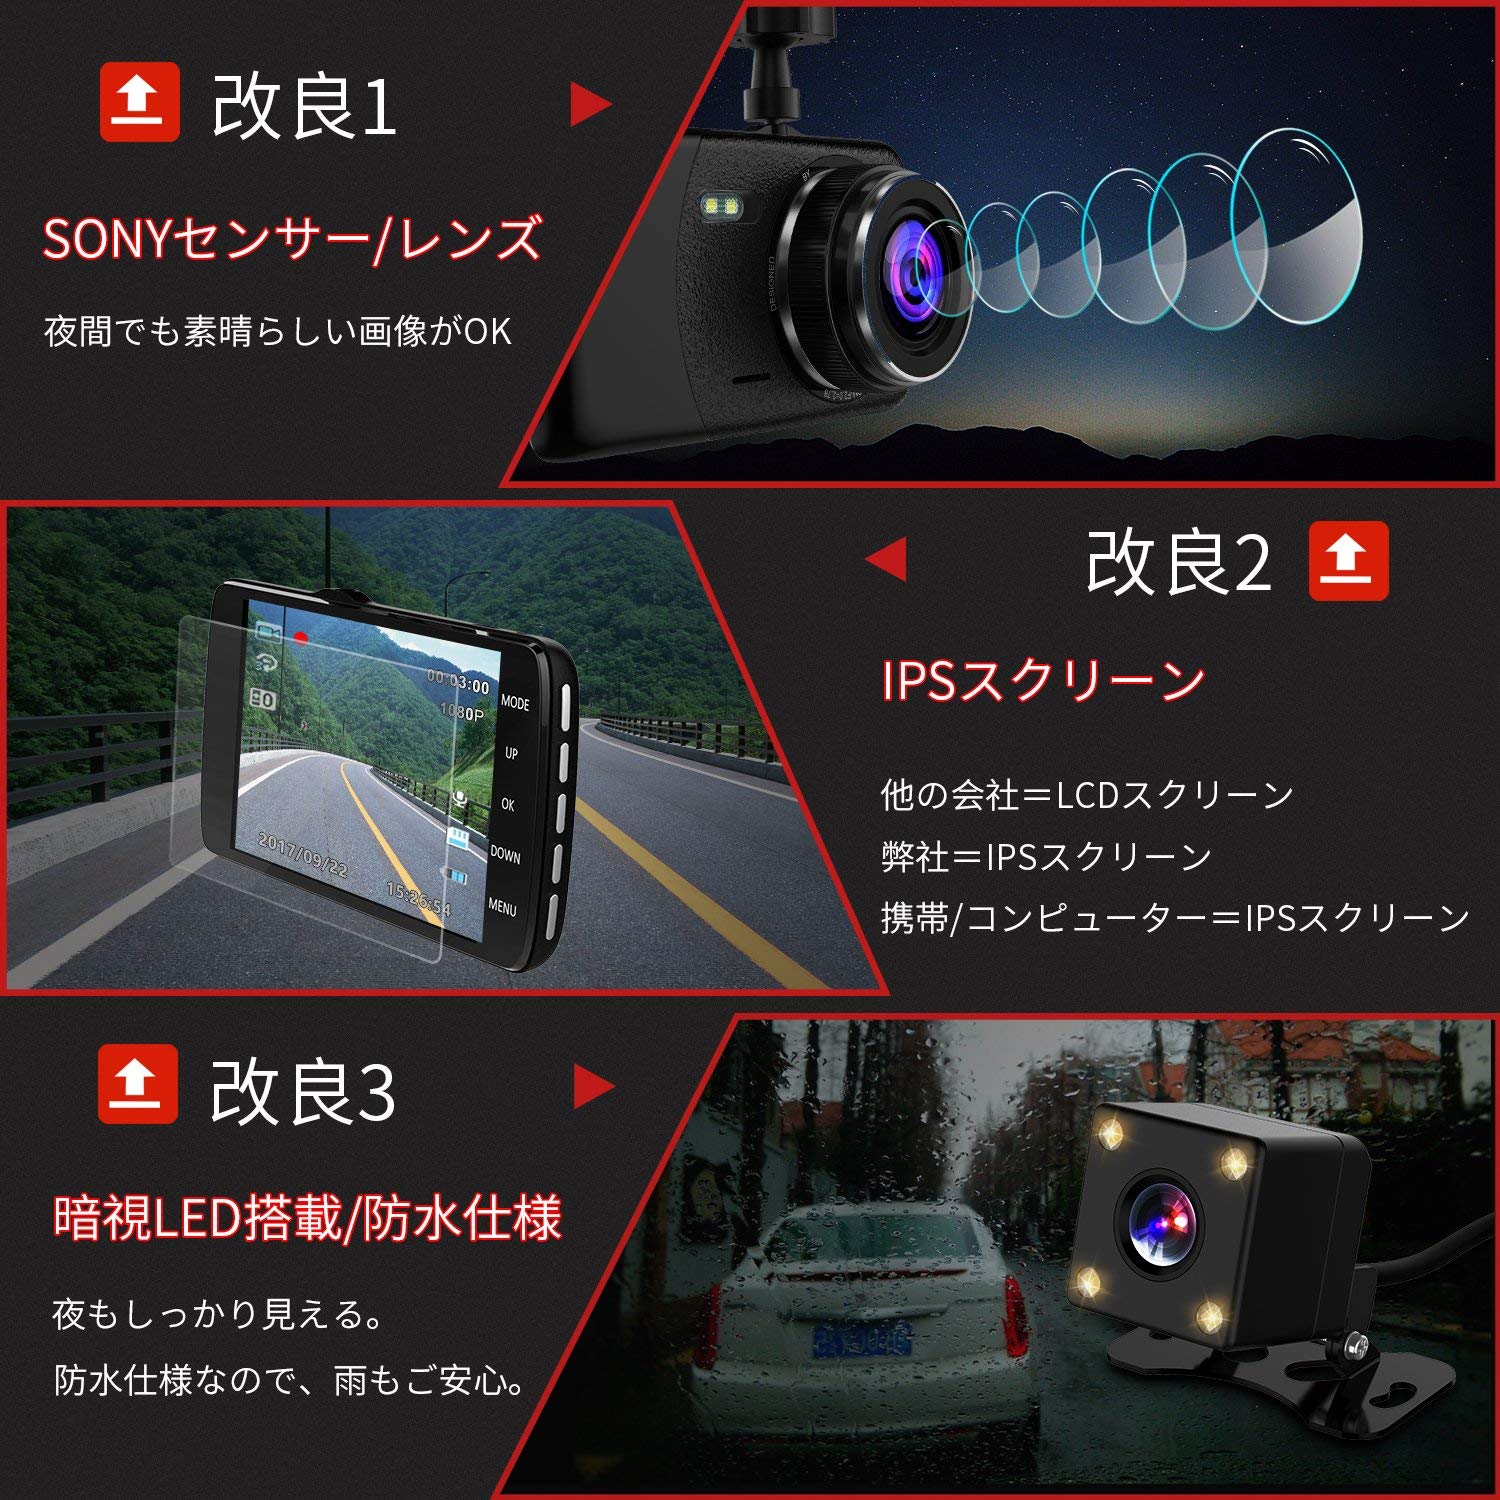 改良1
SONYセンサー/レンズ
夜間でも素晴らしい画像がOK
BY
DESIGNED
改良2
IPSスクリーン
他の会社＝LCDスクリーン
弊社＝IPSスクリーン
携帯/コンピューター＝IPSスクリーン
00:03:00
1080P
2017/09/22
15:26:54
MODE
UP
OK
DOWN
MENU
改良3
暗視LED搭載/防水仕様
夜もしっかり見える。
防水仕様なので、雨もご安心。